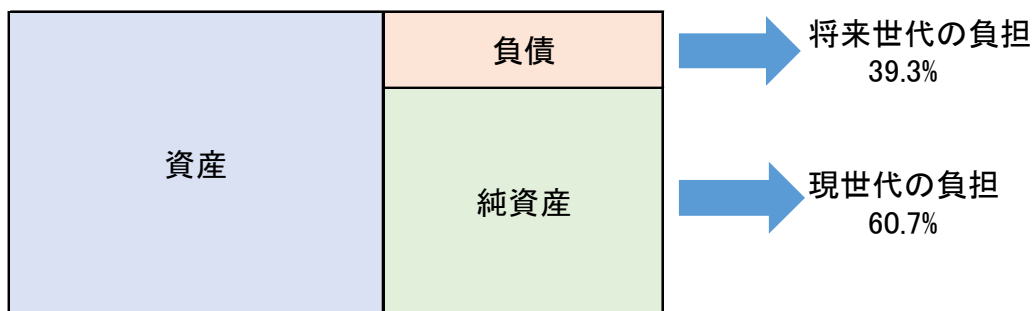 資産
負債
純資産
将来世代の負担
39.3%
現世代の負担
60.7%